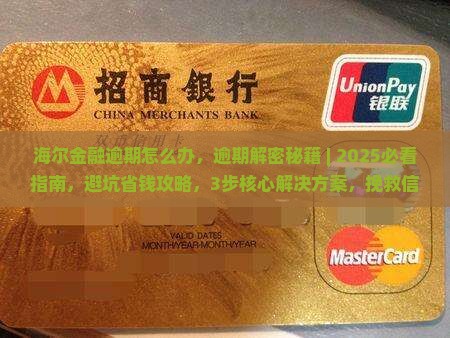 招商銀行
UnionPay
银联
CHINA MERCHANTS BANK
海尔金融逾期怎么办，逾期解密秘籍 | 2025必看
指南，避坑省钱攻略，3步核心解决方案，挽救信
VALID DATES
MONTH/YEAR-MONTH/YEAR
MasterCard